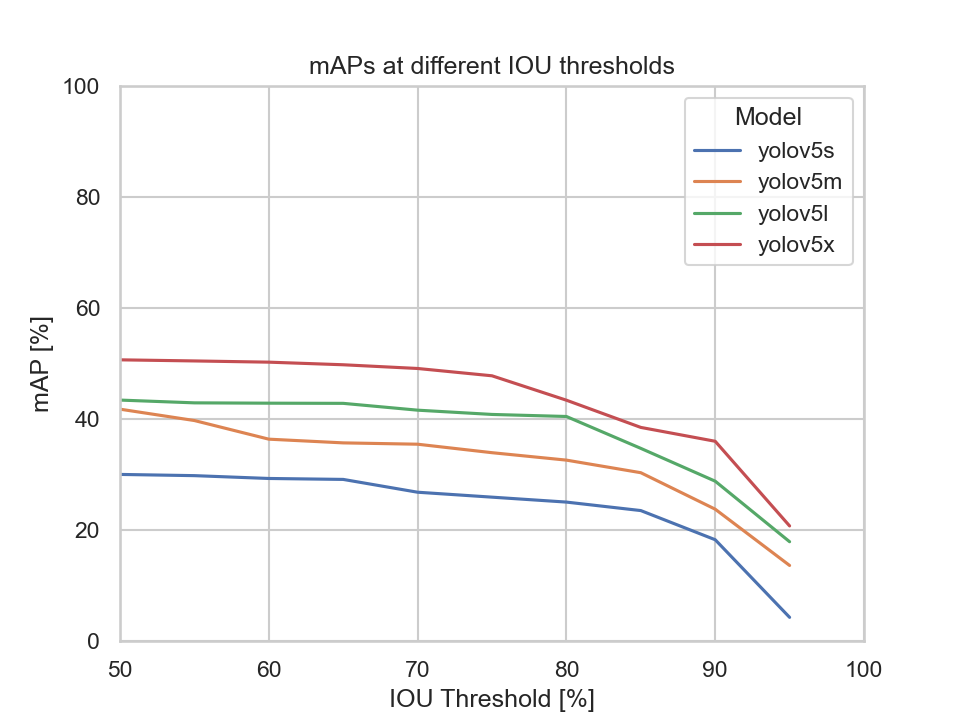 mAPs at different IOU thresholds
100
80
60
40
20
0
mAP [%]
Model
yolov5s
yolov5m
yolov5l
yolov5x
50 60 70 80 90 100
IOU Threshold [%]